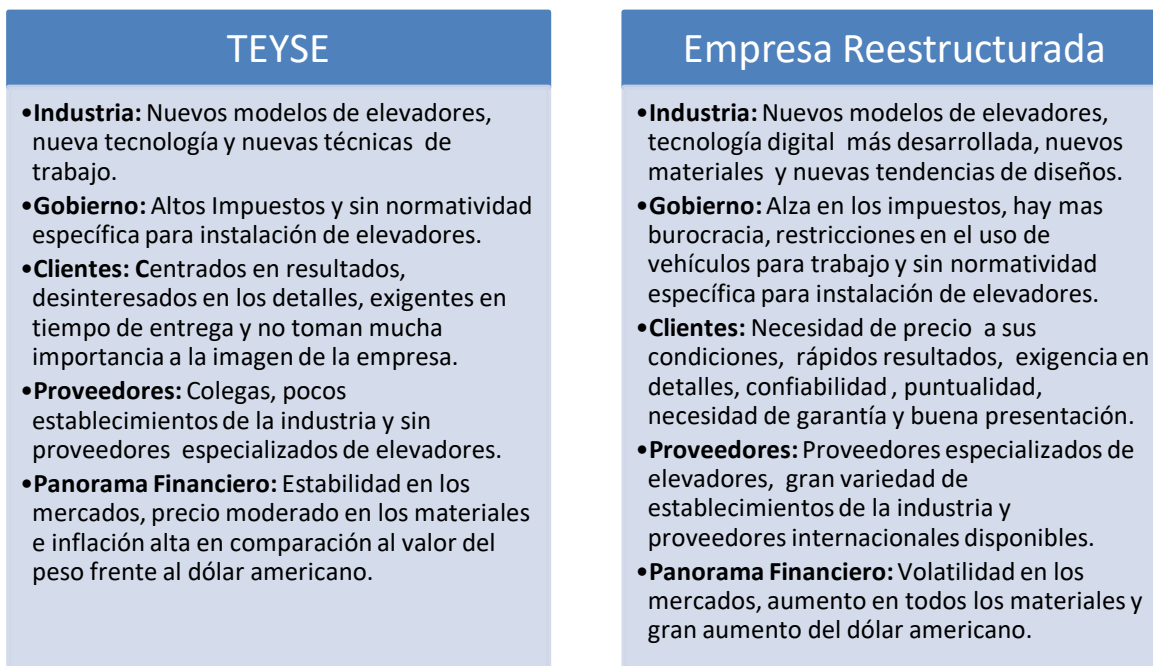 TEYSE
•Industria: Nuevos modelos de elevadores,
nueva tecnología y nuevas técnicas de
trabajo.
•Gobierno: Altos Impuestos y sin normatividad
específica para instalación de elevadores.
•Clientes: Centrados en resultados,
desinteresados en los detalles, exigentes en
tiempo de entrega y no toman mucha
importancia a la imagen de la empresa.
•Proveedores: Colegas, pocos
establecimientos de la industria y sin
proveedores especializados de elevadores.
•Panorama Financiero: Estabilidad en los
mercados, precio moderado en los materiales
e inflación alta en comparación al valor del
peso frente al dólar americano.
Empresa Reestructurada
•Industria: Nuevos modelos de elevadores,
tecnología digital más desarrollada, nuevos
materiales y nuevas tendencias de diseños.
•Gobierno: Alza en los impuestos, hay mas
burocracia, restricciones en el uso de
vehículos para trabajo y sin normatividad
específica para instalación de elevadores.
•Clientes: Necesidad de precio a sus
condiciones, rápidos resultados, exigencia en
detalles, confiabilidad , puntualidad,
necesidad de garantía y buena presentación.
•Proveedores: Proveedores especializados de
elevadores, gran variedad de
establecimientos de la industria y
proveedores internacionales disponibles.
•Panorama Financiero: Volatilidad en los
mercados, aumento en todos los materiales y
gran aumento del dólar americano.